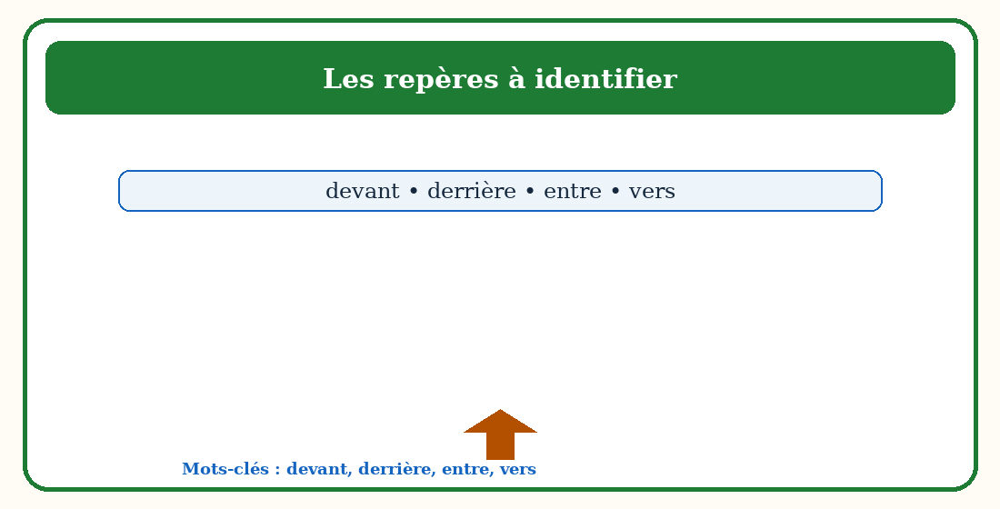 Les repères à identifier
devant • derrière • entre • vers
Mots-clés : devant, derrière, entre, vers